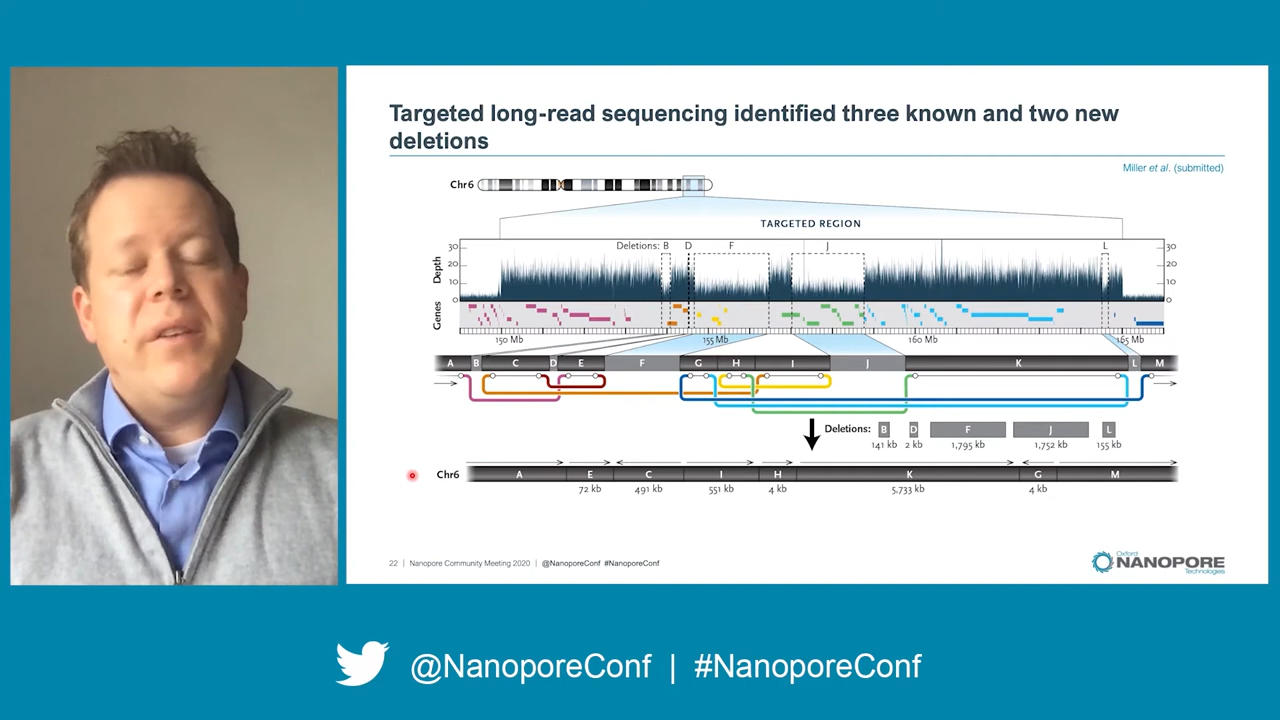 Targeted long-read sequencing identified three known and two new
deletions
Miller et al. (submitted)
Chr6
TARGETED REGION
Deletions: B D F J L
Depth
30
20
10
0
30
20
10
0
Genes
150 Mb 155 Mb 160 Mb 165 Mb
A B C D E F G H I J K L M
Deletions: B D F J L
141 kb 2 kb 1,795 kb 1,752 kb 155 kb
Chr6 A E C I H K G M
72 kb 491 kb 551 kb 4 kb 5,733 kb 4 kb
22 | Nanopore Community Meeting 2020 | @NanoporeConf #NanoporeConf
Oxford
NANOPORE
Technologies
@NanoporeConf | #NanoporeConf